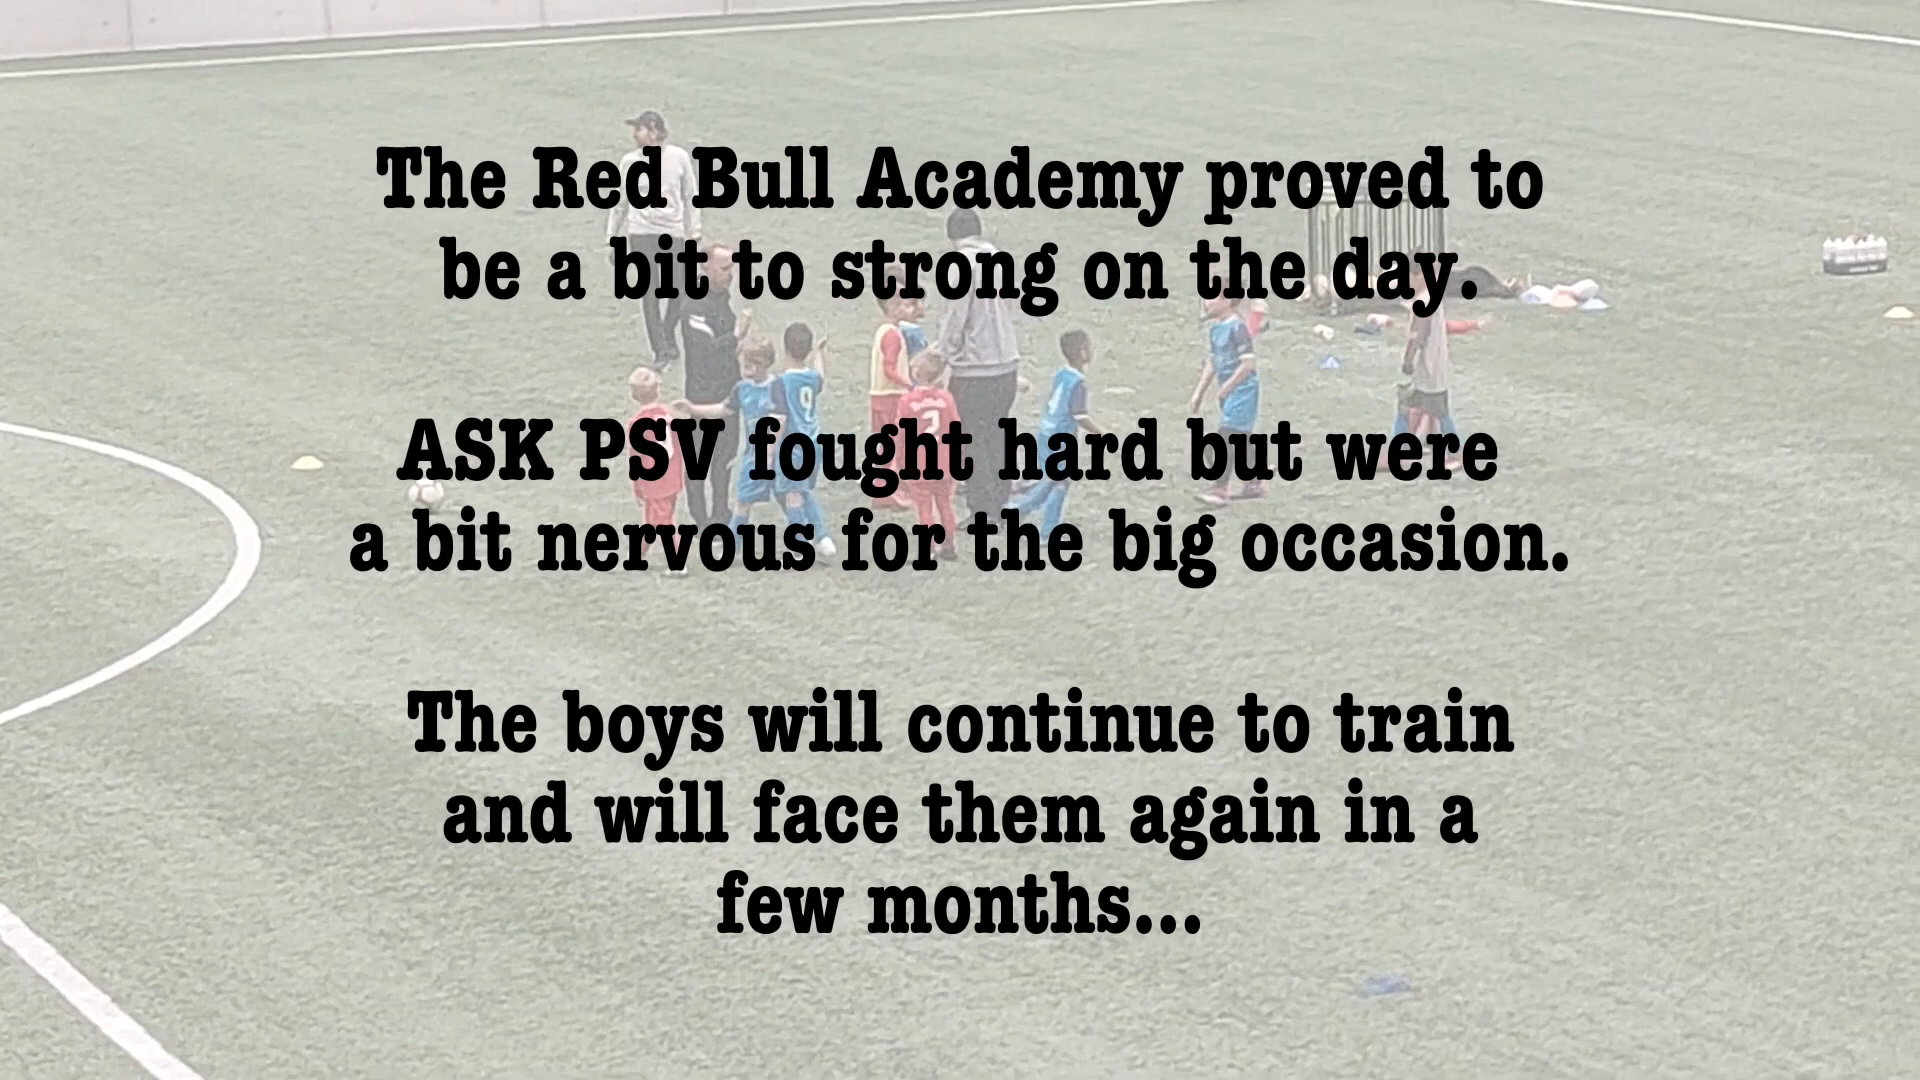 The Red Bull Academy proved to
be a bit to strong on the day.
ASK PSV fought hard but were
a bit nervous for the big occasion.
The boys will continue to train
and will face them again in a
few months...
9